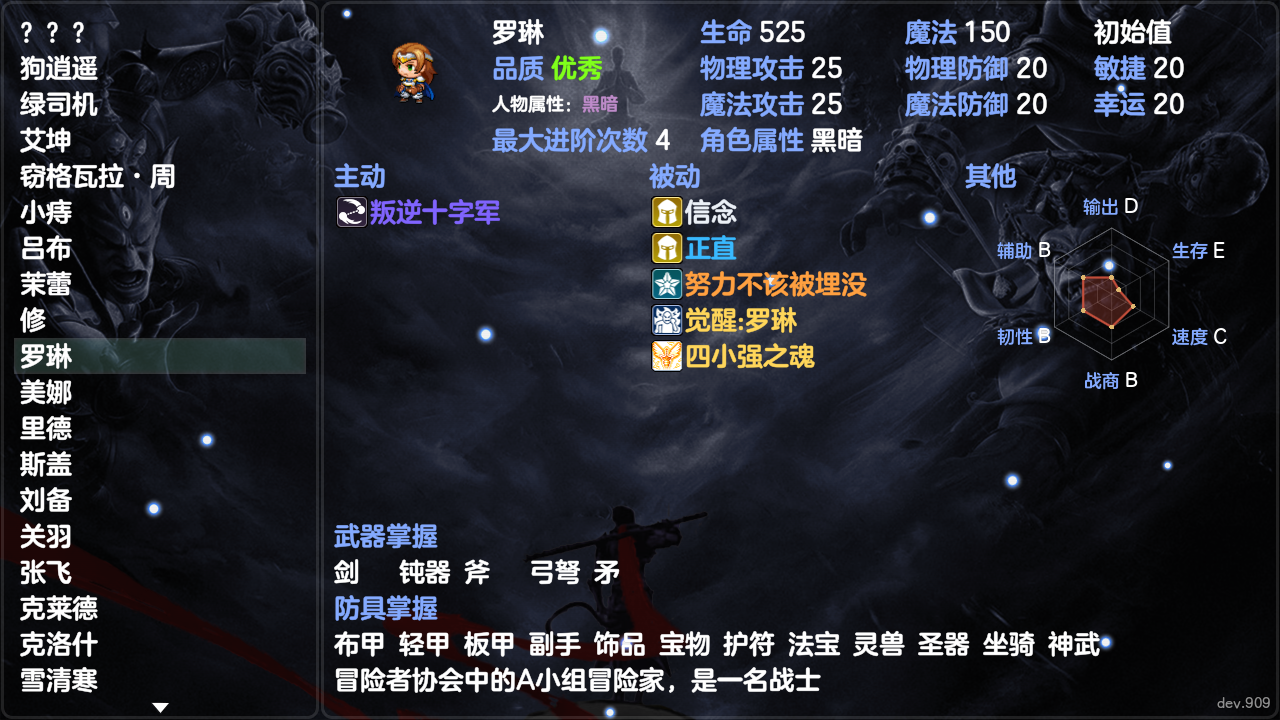 ？？？
狗逍遥
绿司机
艾坤
窃格瓦拉·周
小痔
吕布
茉蕾
修
罗琳
美娜
里德
斯盖
刘备
关羽
张飞
克莱德
克洛什
雪清寒
罗琳 生命 525 魔法 150 初始值
品质 优秀 物理攻击 25 物理防御 20 敏捷 20
人物属性：黑暗 魔法攻击 25 魔法防御 20 幸运 20
最大进阶次数 4 角色属性 黑暗
主动 被动 其他
叛逆十字军 信念
正直
努力不该被埋没
觉醒:罗琳
四小强之魂
输出 D
辅助 B 生存 E
韧性 B 速度 C
战商 B
武器掌握
剑 钝器 斧 弓弩 矛
防具掌握
布甲 轻甲 板甲 副手 饰品 宝物 护符 法宝 灵兽 圣器 坐骑 神武
冒险者协会中的A小组冒险家，是一名战士
dev.909